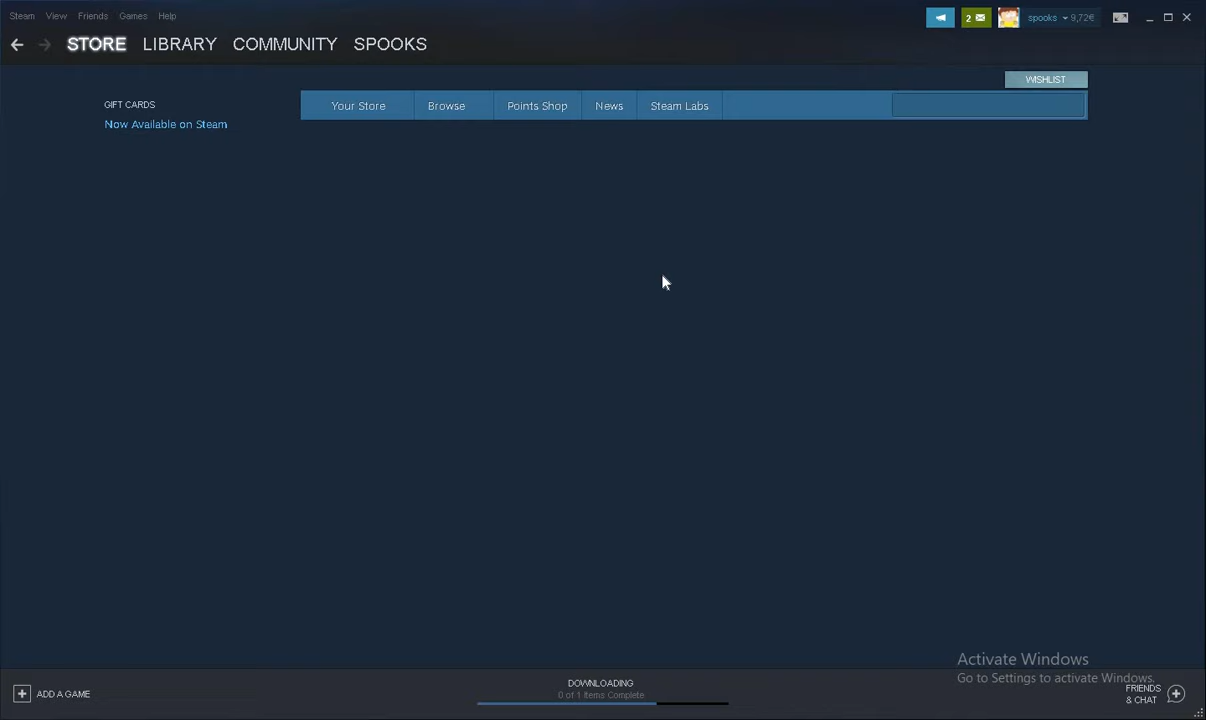 Steam View Friends Games Help
2 spooks 9,72€
STORE LIBRARY COMMUNITY SPOOKS
WISHLIST
GIFT CARDS
Now Available on Steam
Your Store Browse Points Shop News Steam Labs
Activate Windows
Go to Settings to activate Windows.
ADD A GAME
DOWNLOADING
0 of 1 Items Complete
FRIENDS
& CHAT